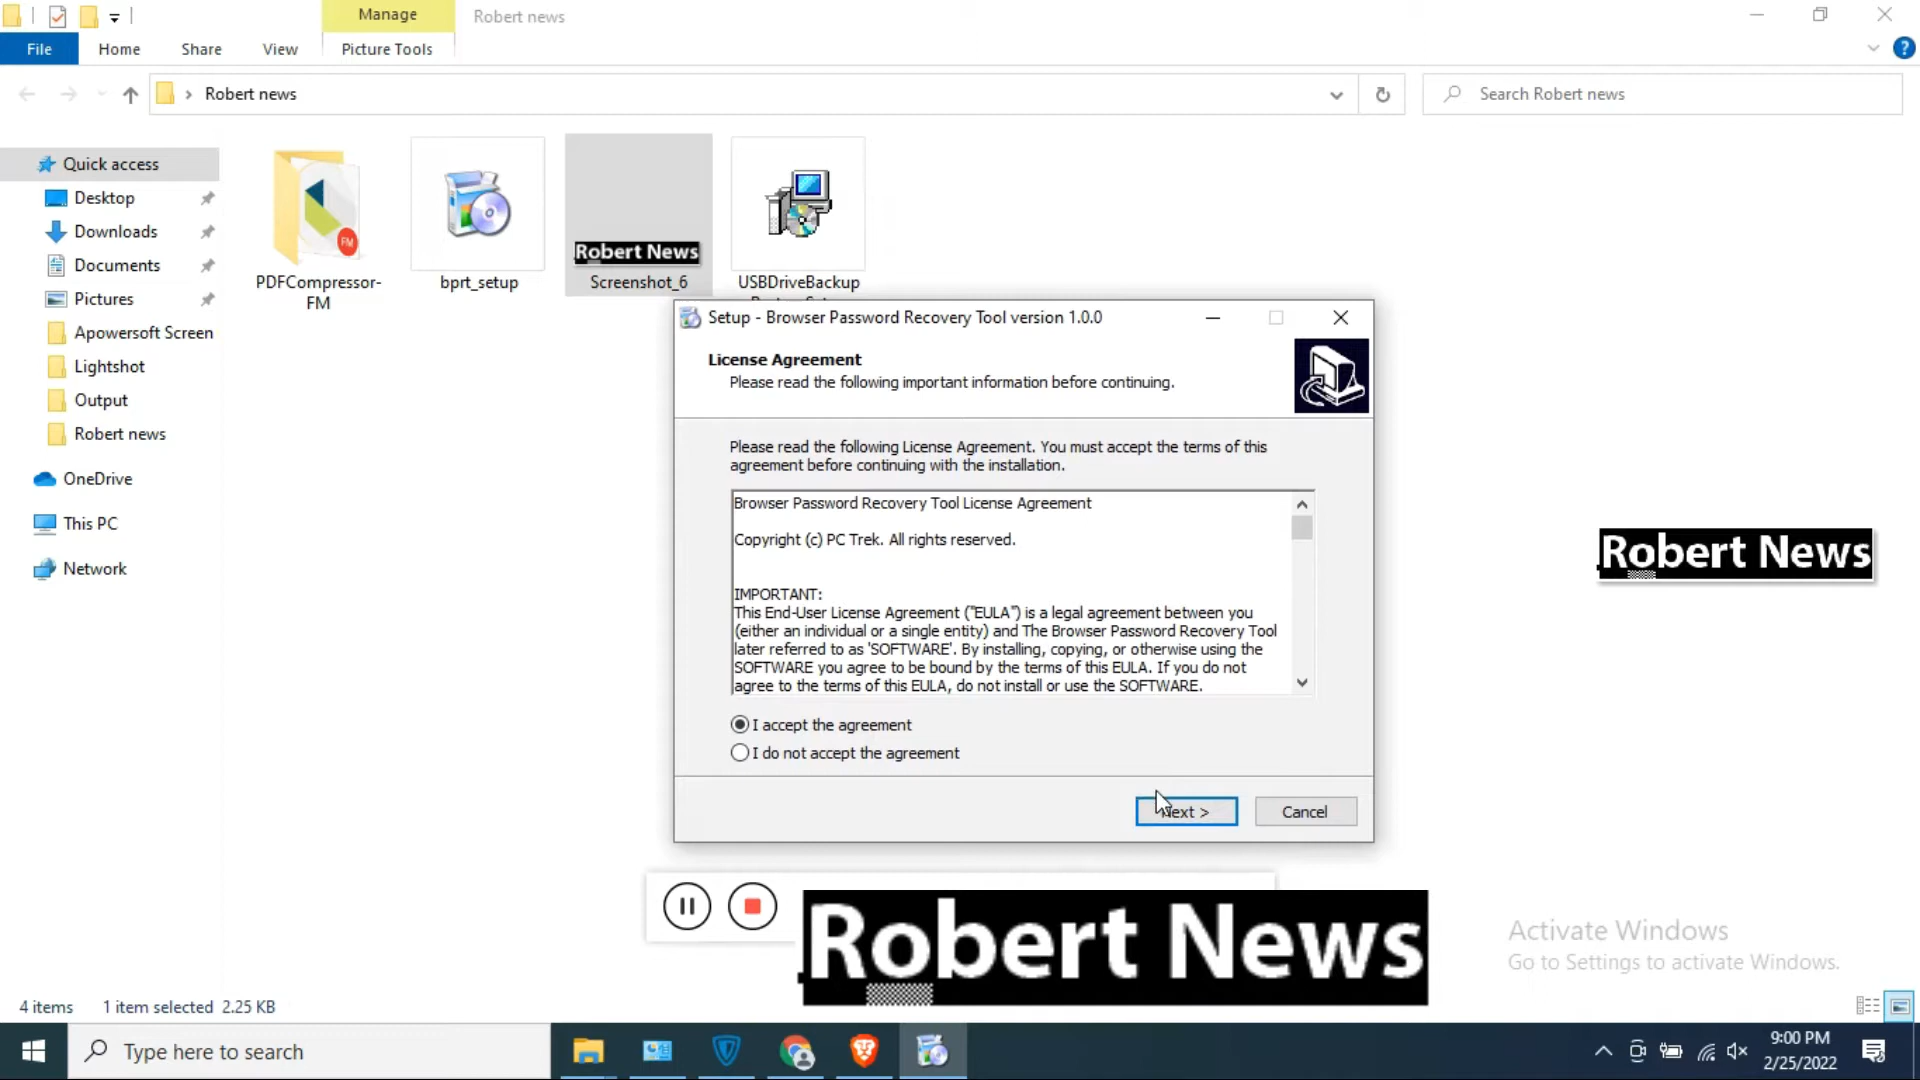 Manage
Robert news
File
Home
Share
View
Picture Tools
Robert news
Search Robert news
Quick access
Desktop
Downloads
Documents
Pictures
Apowersoft Screen
Lightshot
Output
Robert news
OneDrive
This PC
Network
PDFCompressor-
FM
FM
bprt_setup
Robert News
Screenshot_6
USBDriveBackup
Setup - Browser Password Recovery Tool version 1.0.0
License Agreement
Please read the following important information before continuing.
Please read the following License Agreement. You must accept the terms of this
agreement before continuing with the installation.
Browser Password Recovery Tool License Agreement
Copyright (c) PC Trek. All rights reserved.
IMPORTANT:
This End-User License Agreement ("EULA") is a legal agreement between you
(either an individual or a single entity) and The Browser Password Recovery Tool
later referred to as 'SOFTWARE'. By installing, copying, or otherwise using the
SOFTWARE you agree to be bound by the terms of this EULA. If you do not
agree to the terms of this EULA, do not install or use the SOFTWARE.
I accept the agreement
I do not accept the agreement
Next >
Cancel
Robert News
Robert News
Activate Windows
Go to Settings to activate Windows.
4 items
1 item selected 2.25 KB
Type here to search
9:00 PM
2/25/2022